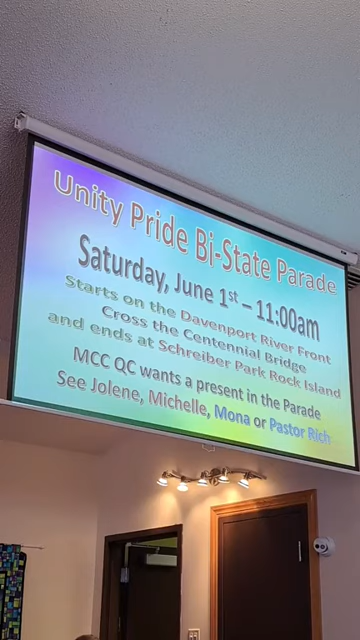 Unity Pride Bi-State Parade
Saturday, June 1st – 11:00am
Starts on the Davenport River Front
Cross the Centennial Bridge
and ends at Schreiber Park Rock Island
MCC QC wants a present in the Parade
See Jolene, Michelle, Mona or Pastor Rich